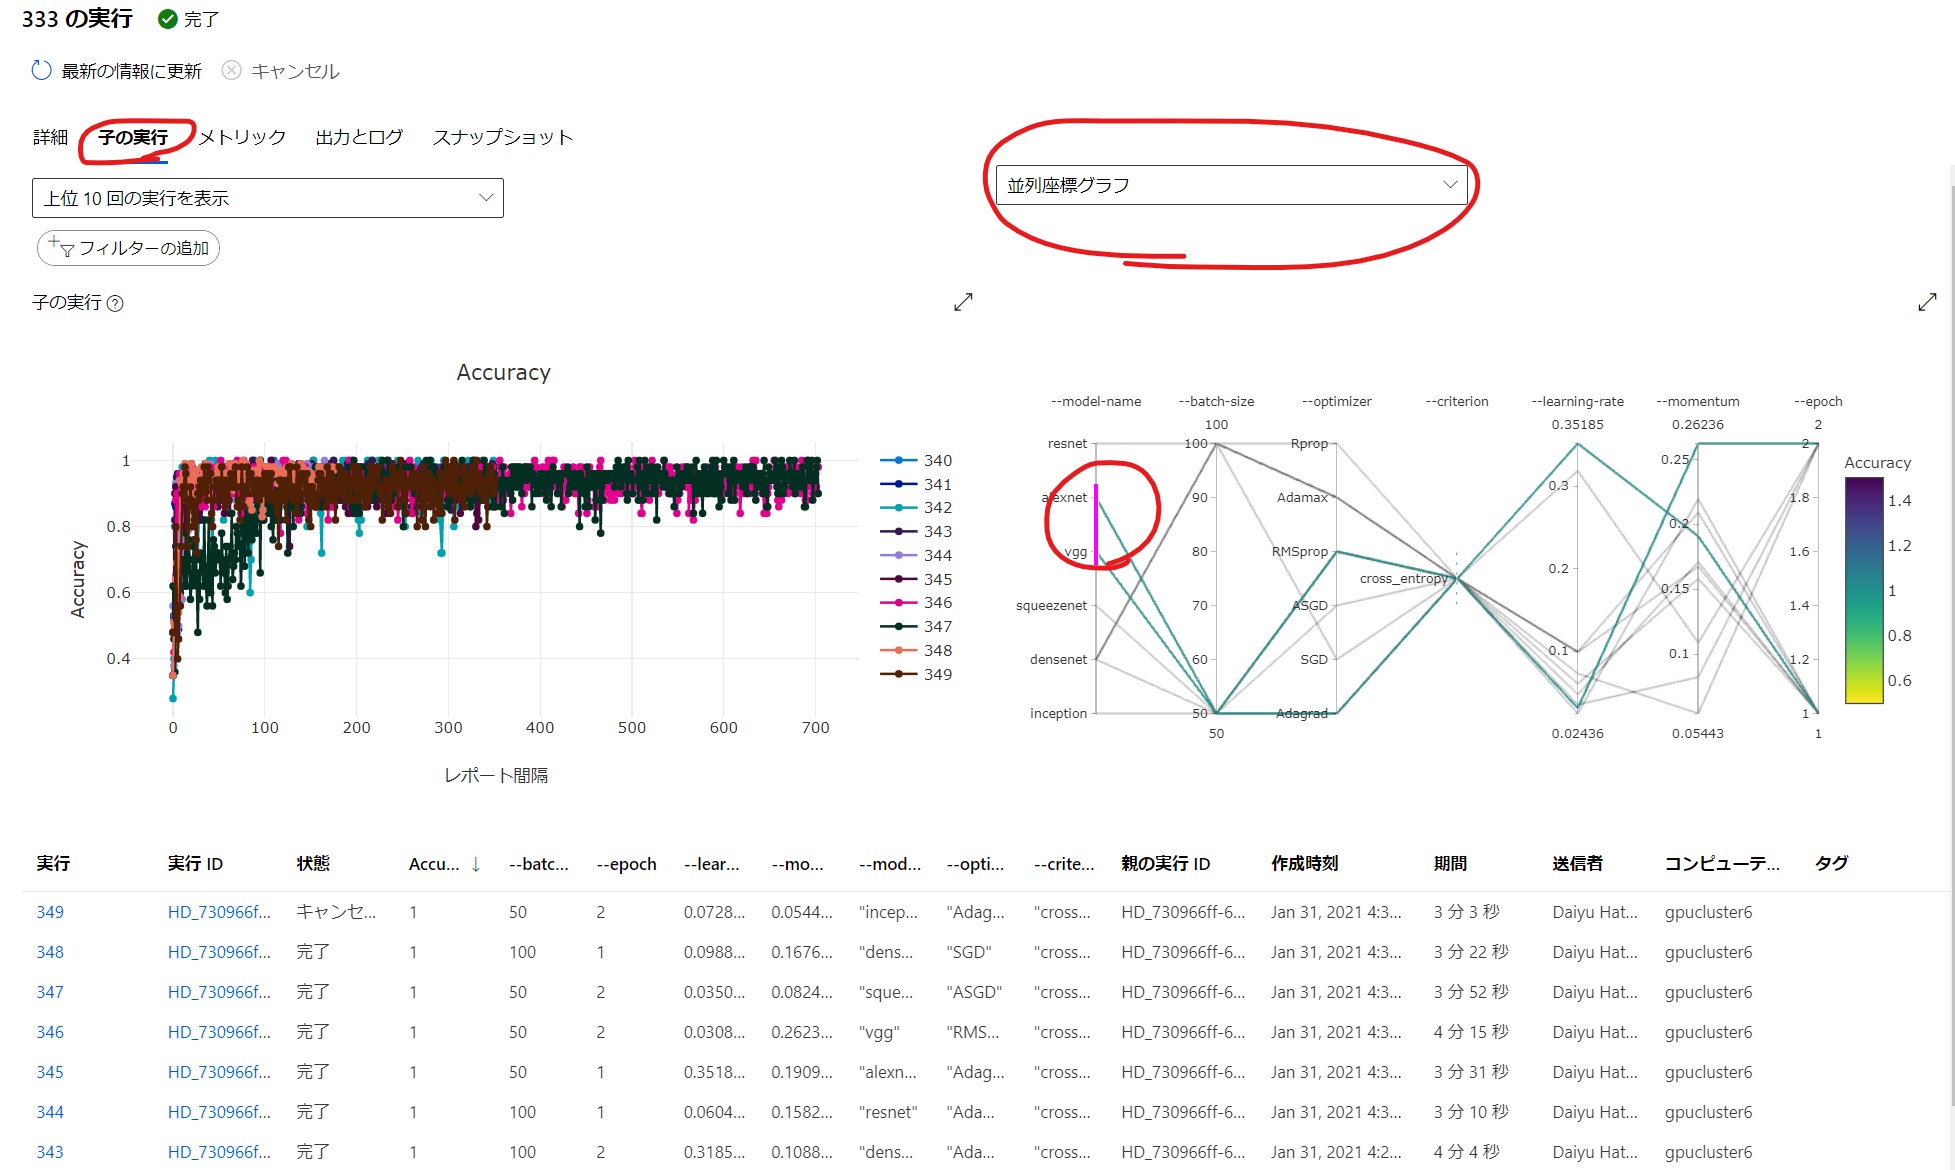 333 の実行 完了
最新の情報に更新 キャンセル
詳細 子の実行 メトリック 出力とログ スナップショット
上位 10 回の実行を表示
並列座標グラフ
フィルターの追加
子の実行
Accuracy
Accuracy
1
0.8
0.6
0.4
0 100 200 300 400 500 600 700
レポート間隔
340
341
342
343
344
345
346
347
348
349
--model-name --batch-size --optimizer --criterion --learning-rate --momentum --epoch
100 0.35185 0.26236 2
resnet
alexnet
vgg
squeezenet
densenet
inception
100
90
80
70
60
50
50
Rprop
Adamax
RMSprop
ASGD
SGD
Adagrad
cross_entropy
0.3
0.2
0.1
0.02436
0.25
0.2
0.15
0.1
0.05443
2
1.8
1.6
1.4
1.2
1
1
Accuracy
1.4
1.2
1
0.8
0.6
実行 実行 ID 状態 Accu... ↓ --batc... --epoch --lear... --mo... --mod... --opti... --crite... 親の実行 ID 作成時刻 期間 送信者 コンピューテ... タグ
349 HD_730966f... キャンセ... 1 50 2 0.0728... 0.0544... "incep... "Adag... "cross... HD_730966ff-6... Jan 31, 2021 4:3... 3 分 3 秒 Daiyu Hat... gpucluster6
348 HD_730966f... 完了 1 100 1 0.0988... 0.1676... "dens... "SGD" "cross... HD_730966ff-6... Jan 31, 2021 4:2... 3 分 22 秒 Daiyu Hat... gpucluster6
347 HD_730966f... 完了 1 50 2 0.0350... 0.0824... "sque... "ASGD" "cross... HD_730966ff-6... Jan 31, 2021 4:3... 3 分 52 秒 Daiyu Hat... gpucluster6
346 HD_730966f... 完了 1 50 2 0.0308... 0.2623... "vgg" "RMS... "cross... HD_730966ff-6... Jan 31, 2021 4:3... 4 分 15 秒 Daiyu Hat... gpucluster6
345 HD_730966f... 完了 1 50 1 0.3518... 0.1909... "alexn... "Adag... "cross... HD_730966ff-6... Jan 31, 2021 4:3... 3 分 31 秒 Daiyu Hat... gpucluster6
344 HD_730966f... 完了 1 100 1 0.0604... 0.1582... "resnet" "Ada... "cross... HD_730966ff-6... Jan 31, 2021 4:3... 3 分 10 秒 Daiyu Hat... gpucluster6
343 HD_730966f... 完了 1 100 2 0.3185... 0.1088... "dens... "Ada... "cross... HD_730966ff-6... Jan 31, 2021 4:2... 4 分 4 秒 Daiyu Hat... gpucluster6